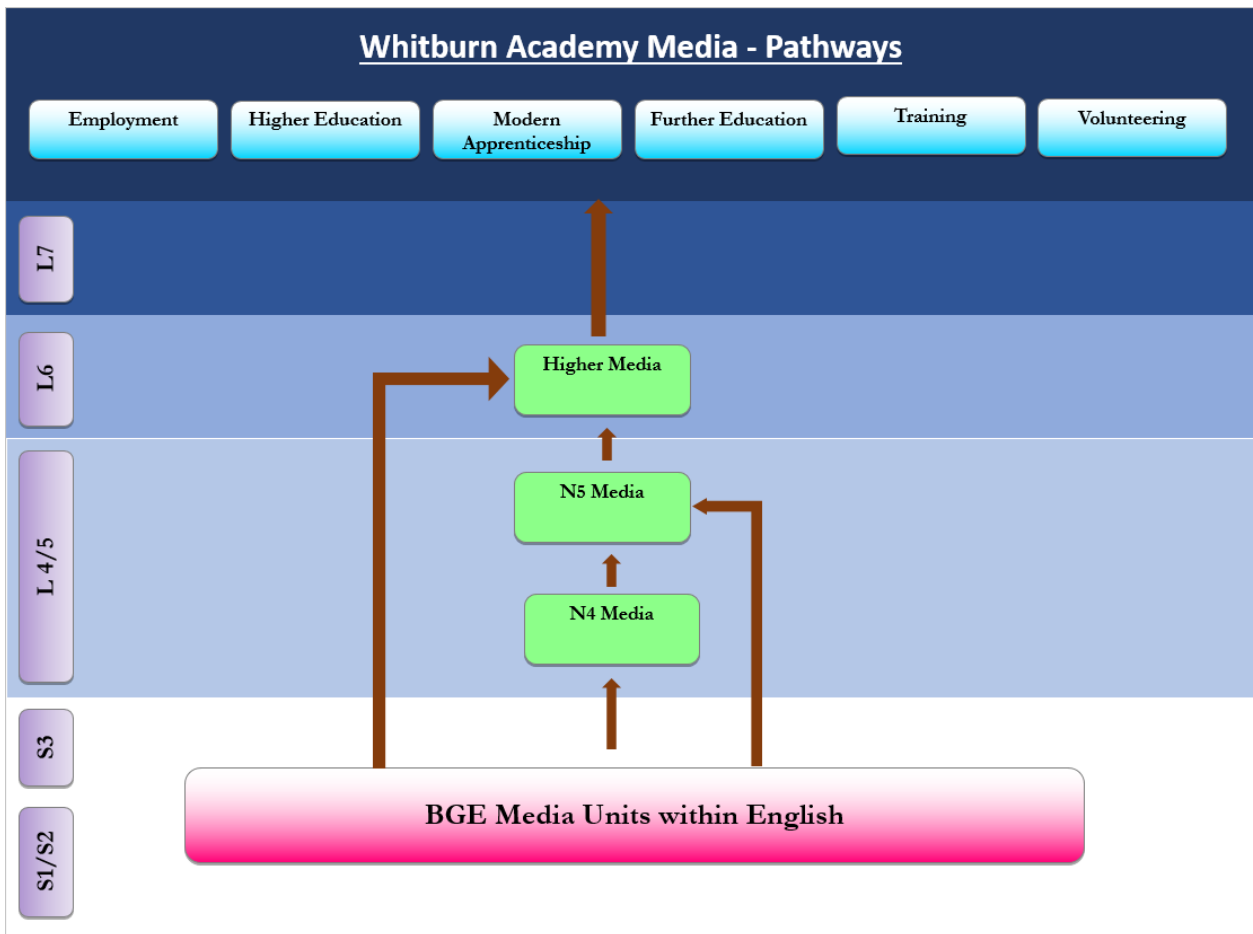 Whitburn Academy Media - Pathways
Employment
Higher Education
Modern
Apprenticeship
Further Education
Training
Volunteering
L7
L6
Higher Media
L 4/5
N5 Media
N4 Media
S3
BGE Media Units within English
S1/S2